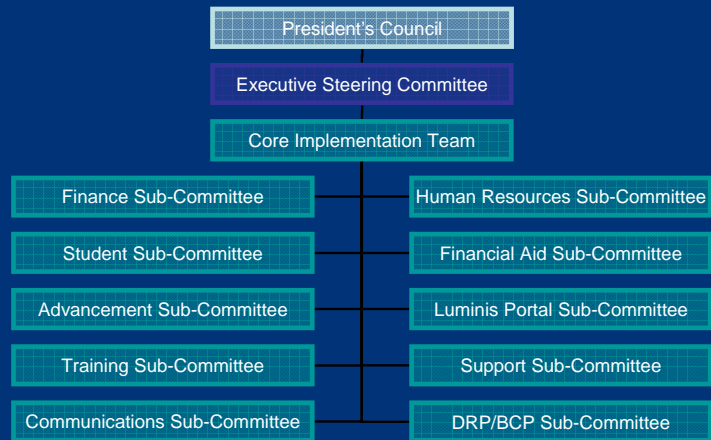 President's Council
Executive Steering Committee
Core Implementation Team
Finance Sub-Committee
Human Resources Sub-Committee
Student Sub-Committee
Financial Aid Sub-Committee
Advancement Sub-Committee
Luminis Portal Sub-Committee
Training Sub-Committee
Support Sub-Committee
Communications Sub-Committee
DRP/BCP Sub-Committee